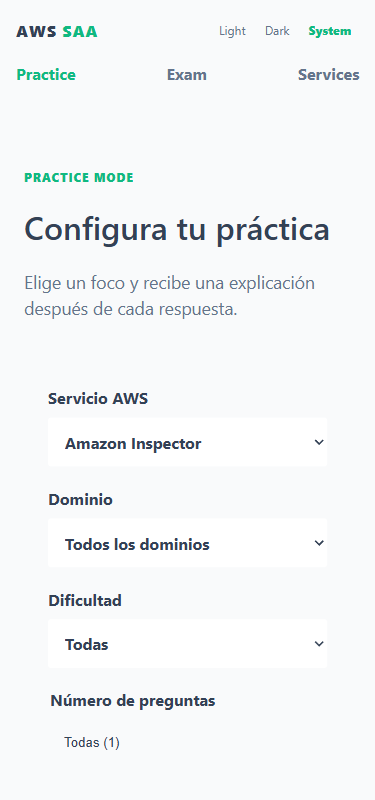 AWS SAA
Light Dark System
Practice Exam Services
PRACTICE MODE
Configura tu práctica
Elige un foco y recibe una explicación
después de cada respuesta.
Servicio AWS
Amazon Inspector
Dominio
Todos los dominios
Dificultad
Todas
Número de preguntas
Todas (1)